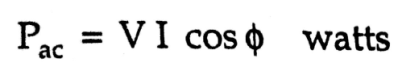 P_ac = V I cos ϕ watts